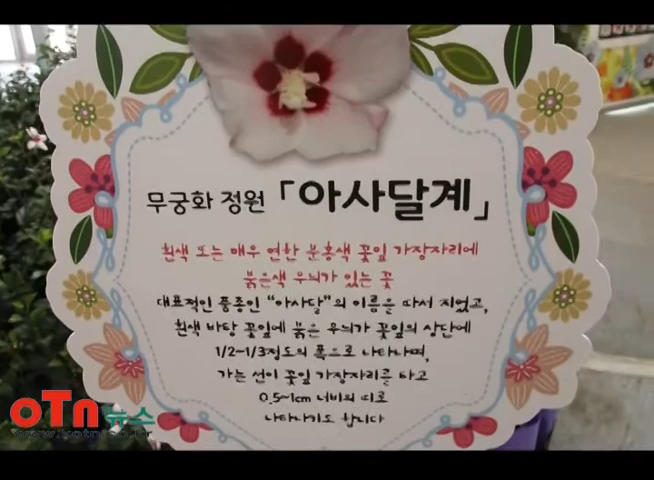 무궁화 정원 「아사달계」
흰색 또는 매우 연한 분홍색 꽃잎 가장자리에
붉은색 무늬가 있는 꽃
대표적인 품종인 "아사달"의 이름을 따서 지었고,
흰색 바탕 꽃잎에 붉은 무늬가 꽃잎의 상단에
1/2~1/3정도의 폭으로 나타나며,
가는 선이 꽃잎 가장자리를 타고
0.5~1cm 너비의 띠로
나타나기도 합니다
OTN 뉴스